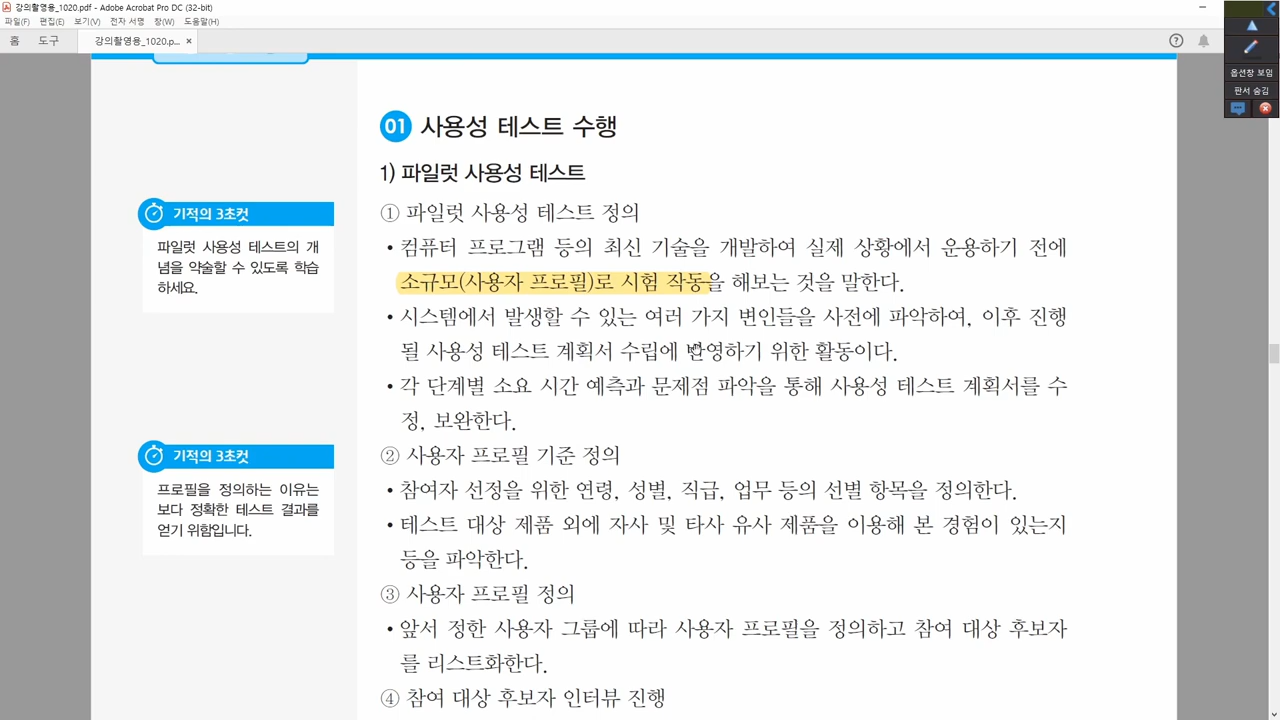 강의촬영용_1020.pdf - Adobe Acrobat Pro DC (32-bit)
파일(F) 편집(E) 보기(V) 전자 서명 창(W) 도움말(H)
홈 도구 강의촬영용_1020.p... ×
옵션창 보임
판서 숨김
01 사용성 테스트 수행
1) 파일럿 사용성 테스트
① 파일럿 사용성 테스트 정의
• 컴퓨터 프로그램 등의 최신 기술을 개발하여 실제 상황에서 운용하기 전에
소규모(사용자 프로필)로 시험 작동을 해보는 것을 말한다.
• 시스템에서 발생할 수 있는 여러 가지 변인들을 사전에 파악하여, 이후 진행
될 사용성 테스트 계획서 수립에 반영하기 위한 활동이다.
• 각 단계별 소요 시간 예측과 문제점 파악을 통해 사용성 테스트 계획서를 수
정, 보완한다.
② 사용자 프로필 기준 정의
• 참여자 선정을 위한 연령, 성별, 직급, 업무 등의 선별 항목을 정의한다.
• 테스트 대상 제품 외에 자사 및 타사 유사 제품을 이용해 본 경험이 있는지
등을 파악한다.
③ 사용자 프로필 정의
• 앞서 정한 사용자 그룹에 따라 사용자 프로필을 정의하고 참여 대상 후보자
를 리스트화한다.
④ 참여 대상 후보자 인터뷰 진행
기적의 3초컷
파일럿 사용성 테스트의 개
념을 약술할 수 있도록 학습
하세요.
기적의 3초컷
프로필을 정의하는 이유는
보다 정확한 테스트 결과를
얻기 위함입니다.